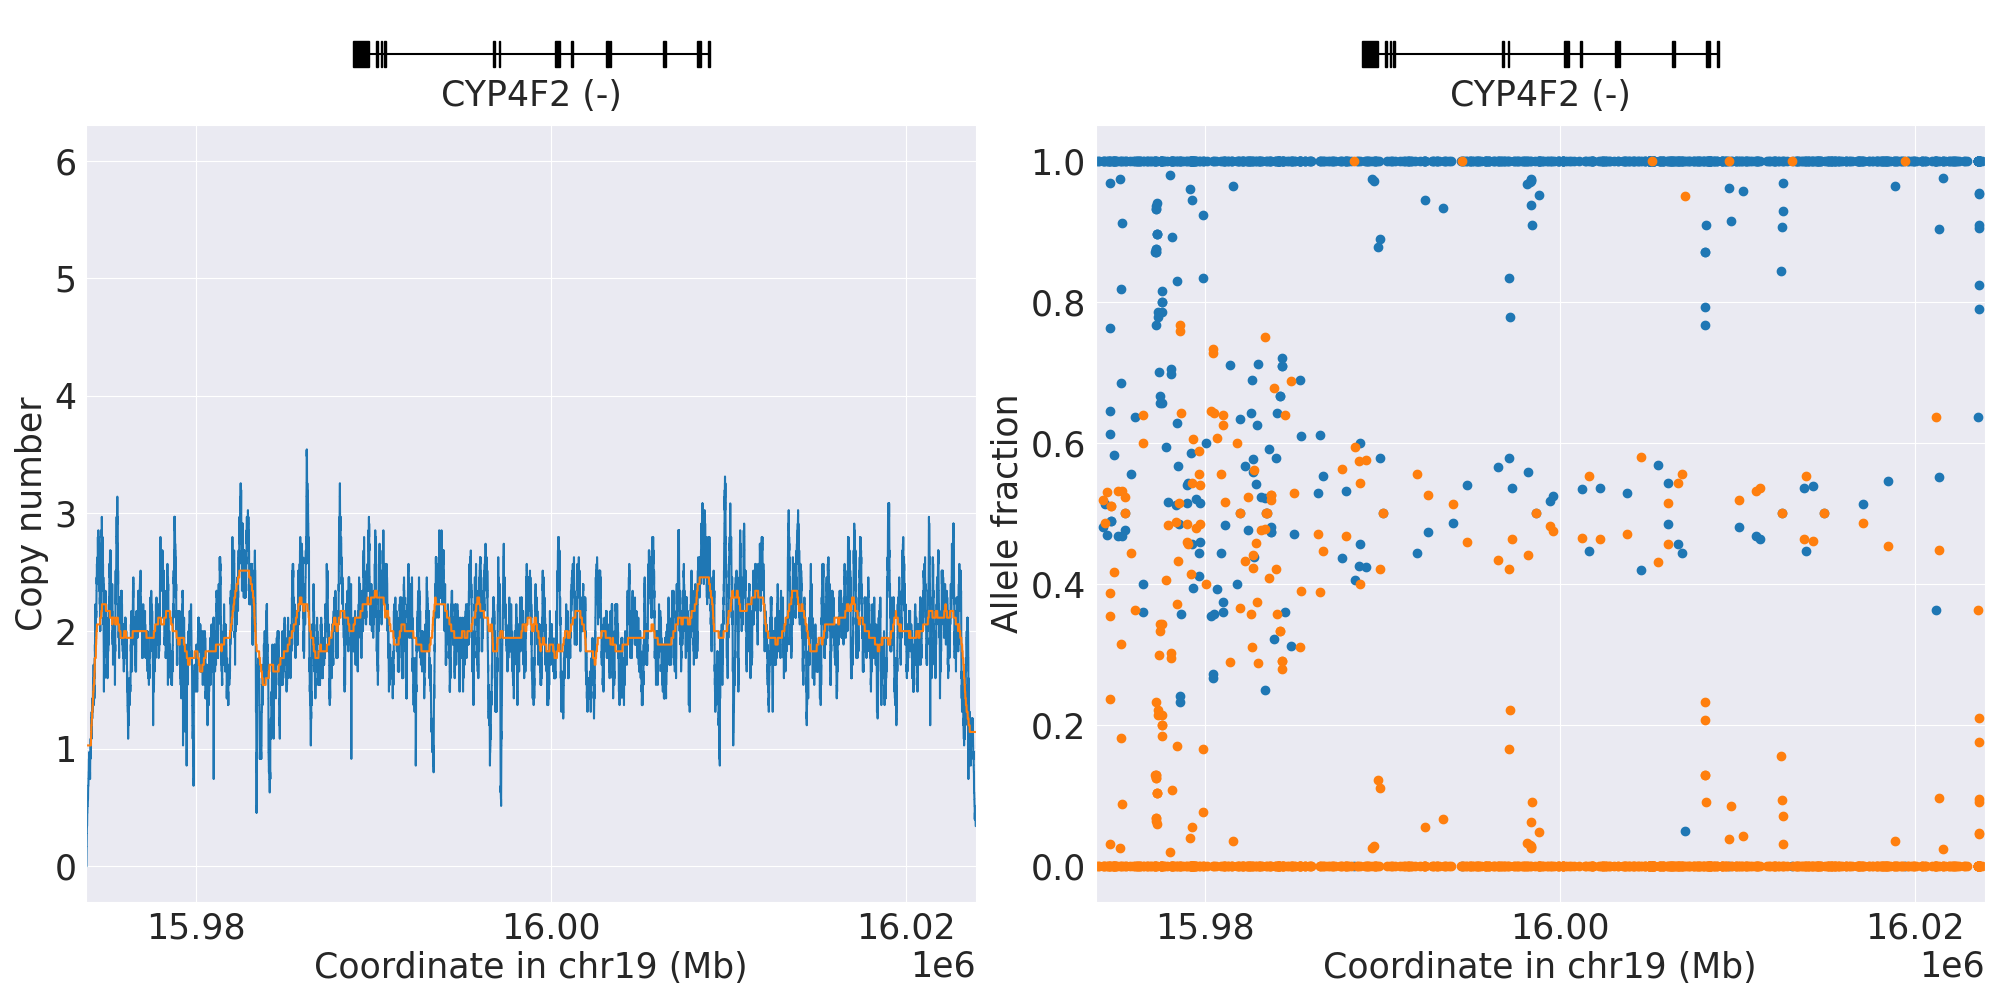 CYP4F2 (-)
6
5
4
3
2
1
0
Copy number
15.98
16.00
16.02
Coordinate in chr19 (Mb)
1e6
CYP4F2 (-)
1.0
0.8
0.6
0.4
0.2
0.0
Allele fraction
15.98
16.00
16.02
Coordinate in chr19 (Mb)
1e6